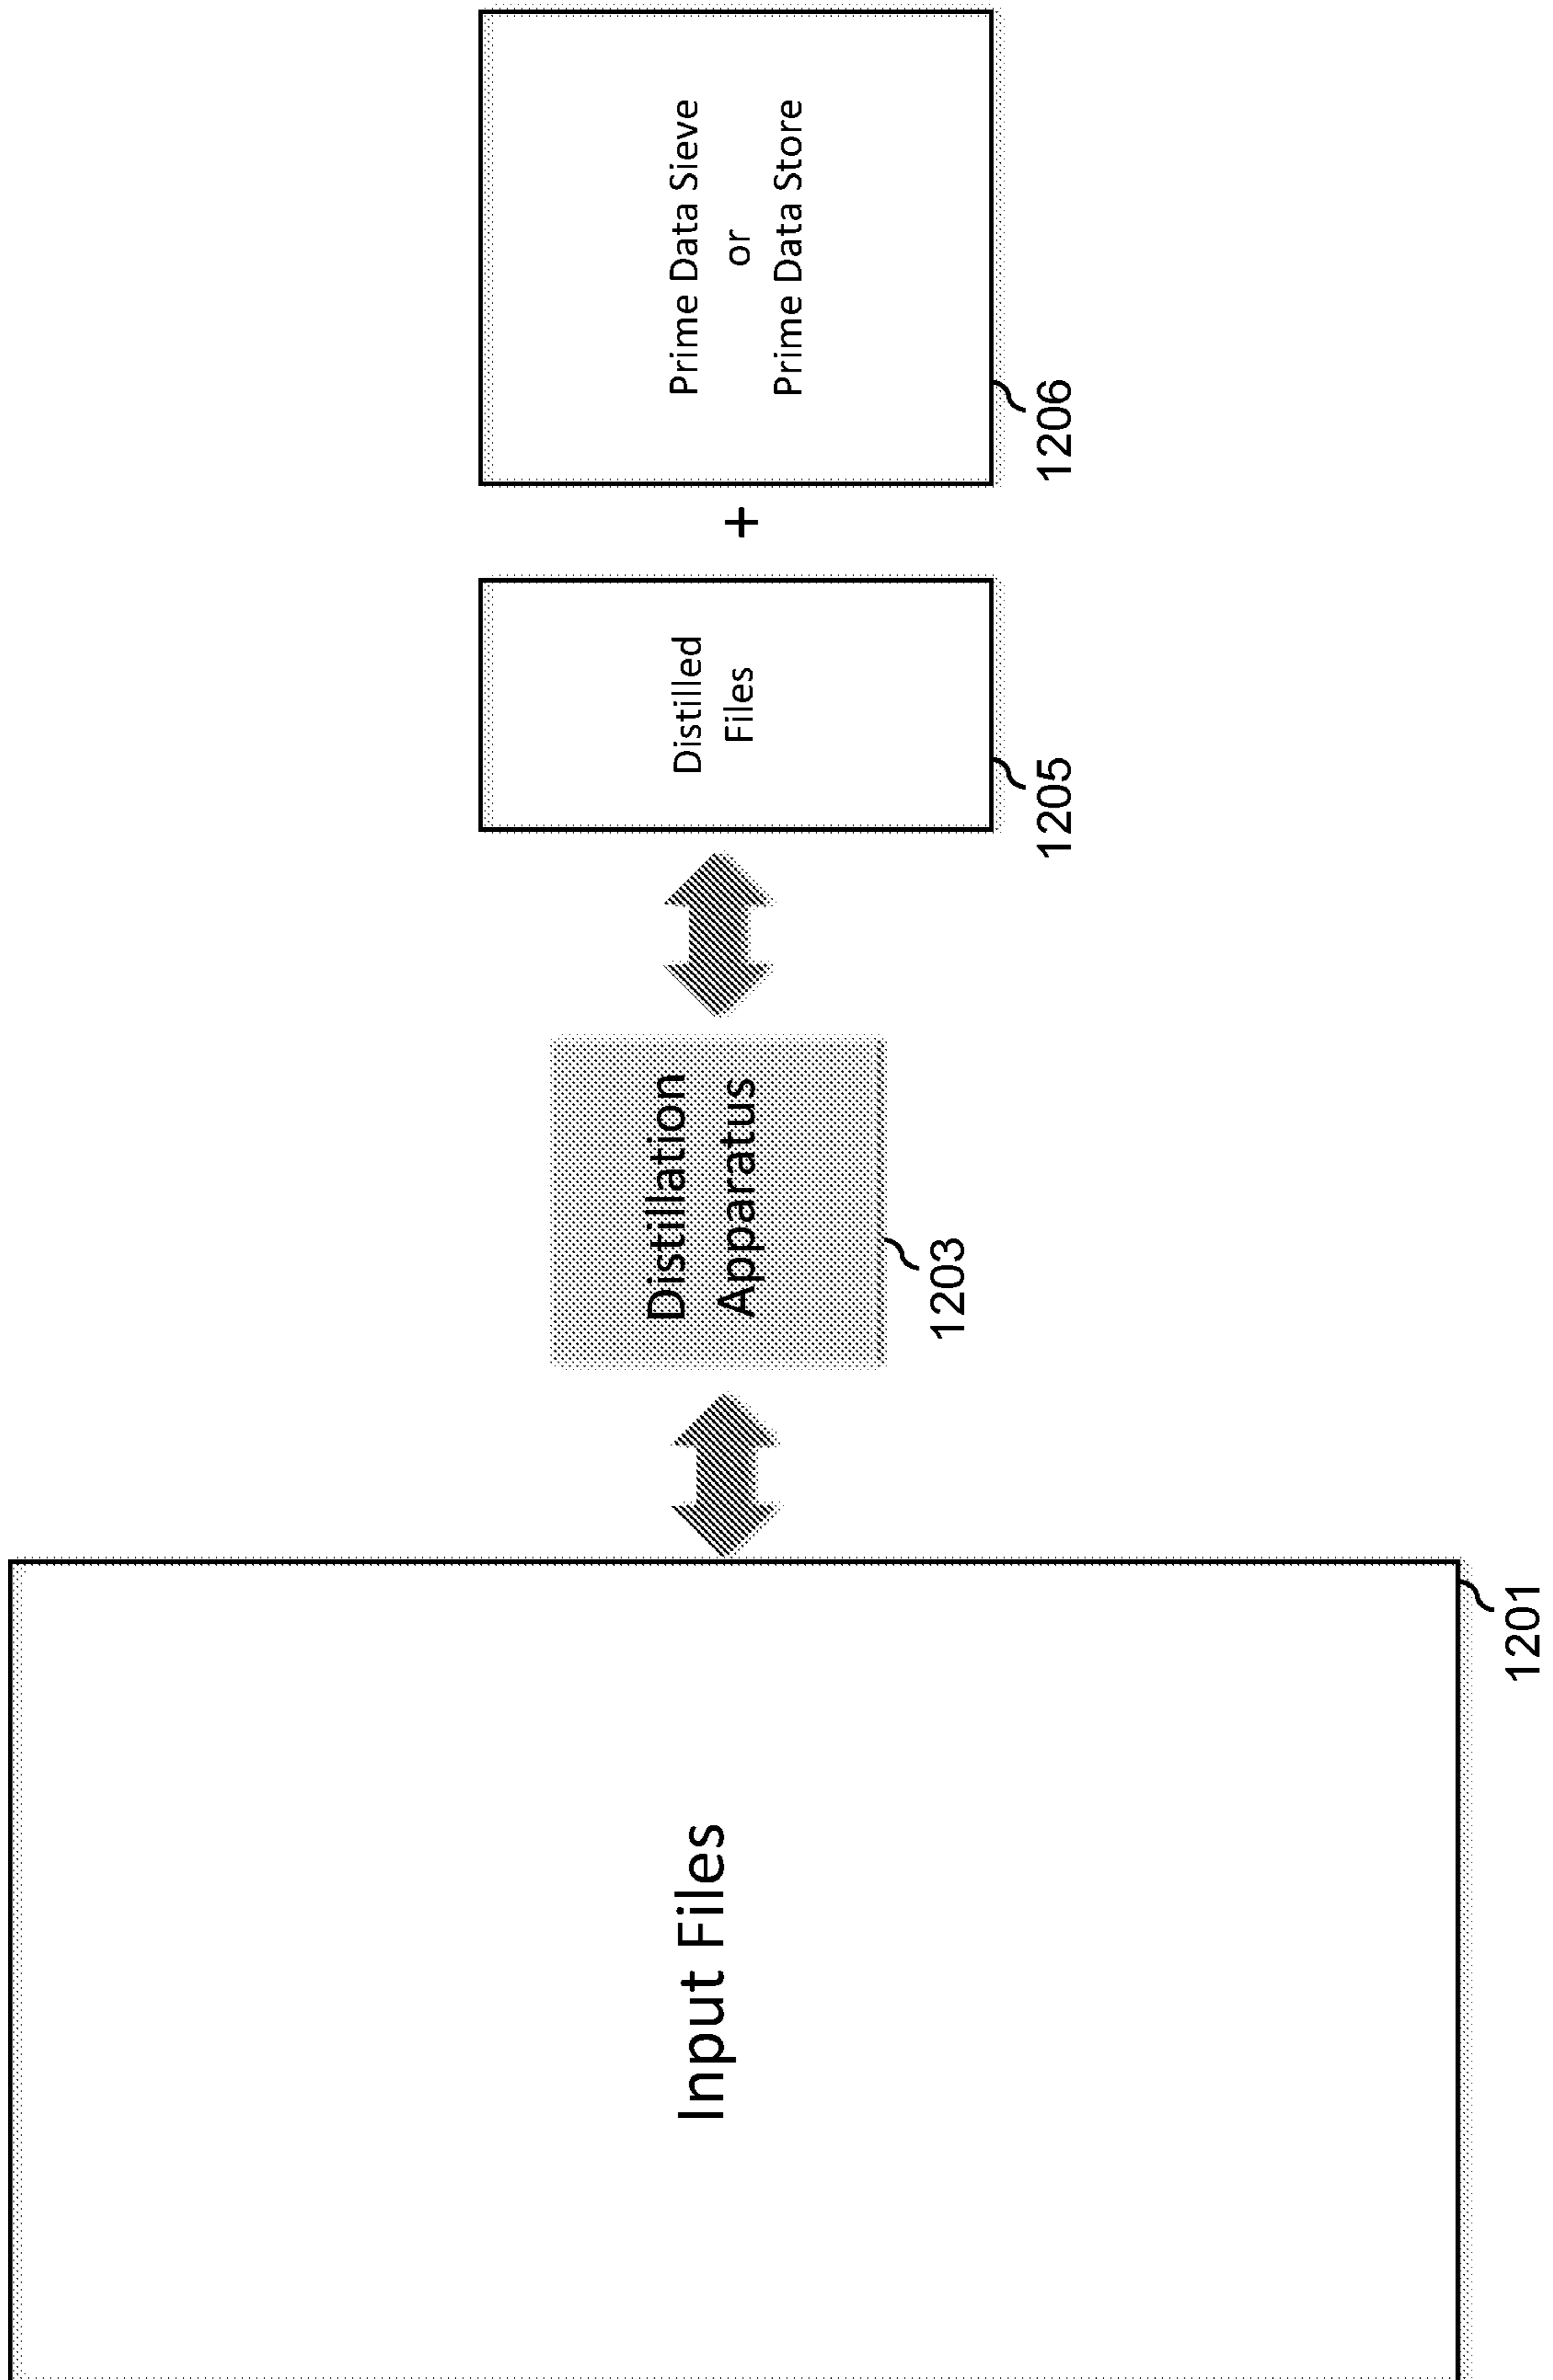 Input Files
1201
Distillation
Apparatus
1203
Distilled
Files
1205
+
Prime Data Sieve
or
Prime Data Store
1206